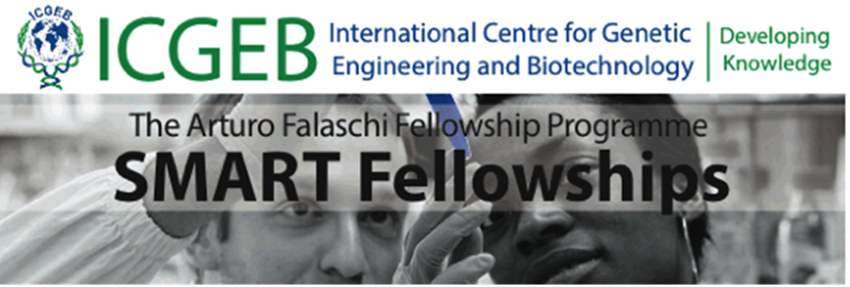 ICGEB
ICGEB
International Centre for Genetic
Engineering and Biotechnology
Developing
Knowledge
The Arturo Falaschi Fellowship Programme
SMART Fellowships